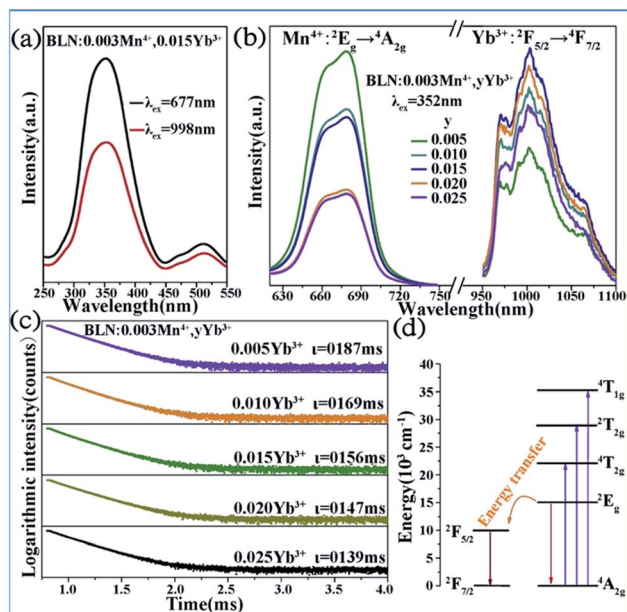 (a)
BLN:0.003Mn⁴⁺,0.015Yb³⁺
λex=677nm
λex=998nm
Intensity(a.u.)
250 300 350 400 450 500 550
Wavelength(nm)
(b)
Mn⁴⁺:²Eg→⁴A2g
Yb³⁺:²F5/2→⁴F7/2
BLN:0.003Mn⁴⁺,yYb³⁺
λex=352nm
y
0.005
0.010
0.015
0.020
0.025
Intensity(a.u.)
640 680 720 750 950 1000 1050 1100
Wavelength(nm)
(c)
BLN:0.003Mn⁴⁺,yYb³⁺
0.005Yb³⁺ ι=0187ms
0.010Yb³⁺ ι=0169ms
0.015Yb³⁺ ι=0156ms
0.020Yb³⁺ ι=0147ms
0.025Yb³⁺ ι=0139ms
Logarithmic intensity(counts)
1.0 1.5 2.0 2.5 3.0 3.5 4.0
Time(ms)
(d)
40
35
30
25
20
15
10
5
0
Energy(10³ cm⁻¹)
Energy transfer
⁴T1g
²T2g
⁴T2g
²Eg
²F5/2
²F7/2
⁴A2g